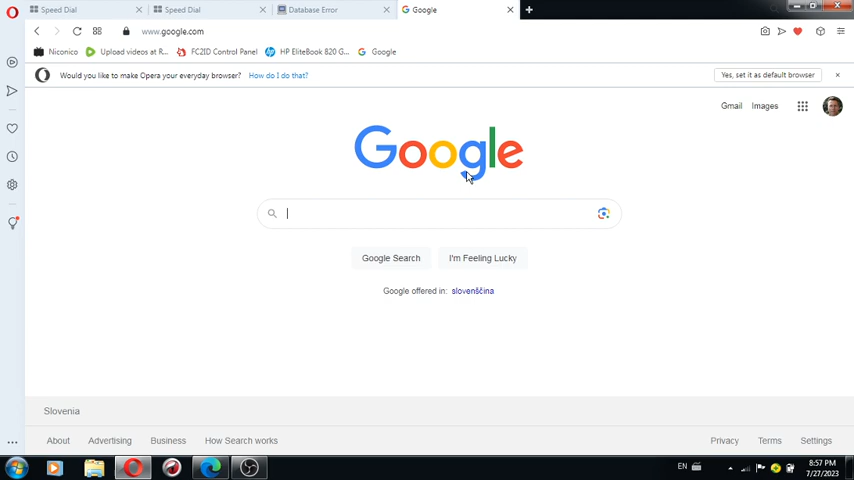 Speed Dial Speed Dial Database Error Google
www.google.com
Niconico Upload videos at R... FC2ID Control Panel HP EliteBook 820 G... Google
Would you like to make Opera your everyday browser? How do I do that? Yes, set it as default browser
Gmail Images
Google
Google Search I'm Feeling Lucky
Google offered in: slovenščina
Slovenia
About Advertising Business How Search works Privacy Terms Settings
EN 8:57 PM
7/27/2023